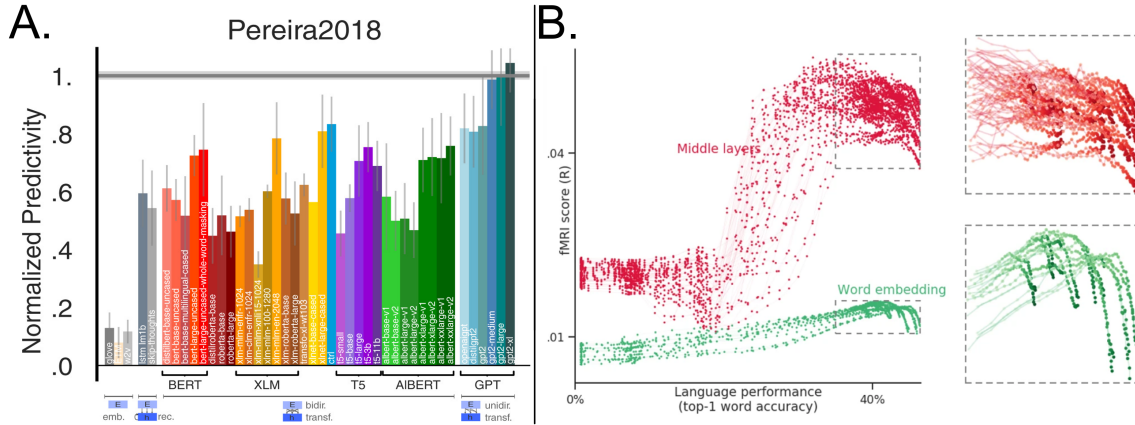 A.
Pereira2018
Normalized Predictivity
1.
.8
.6
.4
.2
.0
glove
w2v
lstm lm1b
skip-thoughts
distilbert-base-uncased
bert-base-uncased
bert-base-multilingual-cased
bert-large-uncased
bert-large-uncased-whole-word-masking
distilroberta-base
roberta-base
roberta-large
xlm-mlm-enfr-1024
xlm-clm-enfr-1024
xlm-mlm-xnli15-1024
xlm-mlm-100-1280
xlm-mlm-en-2048
xlm-roberta-base
xlm-roberta-large
transfo-xl-wt103
xlnet-base-cased
xlnet-large-cased
ctrl
t5-small
t5-base
t5-large
t5-3b
t5-11b
albert-base-v1
albert-base-v2
albert-large-v1
albert-large-v2
albert-xlarge-v1
albert-xlarge-v2
albert-xxlarge-v1
albert-xxlarge-v2
distilgpt2
gpt2
gpt2-medium
gpt2-large
gpt2-xl
BERT
XLM
T5
AlBERT
GPT
emb.
rec.
bidir.
transf.
unidir.
transf.
B.
fMRI score (R)
.04
.01
Middle layers
Word embedding
0%
40%
Language performance
(top-1 word accuracy)